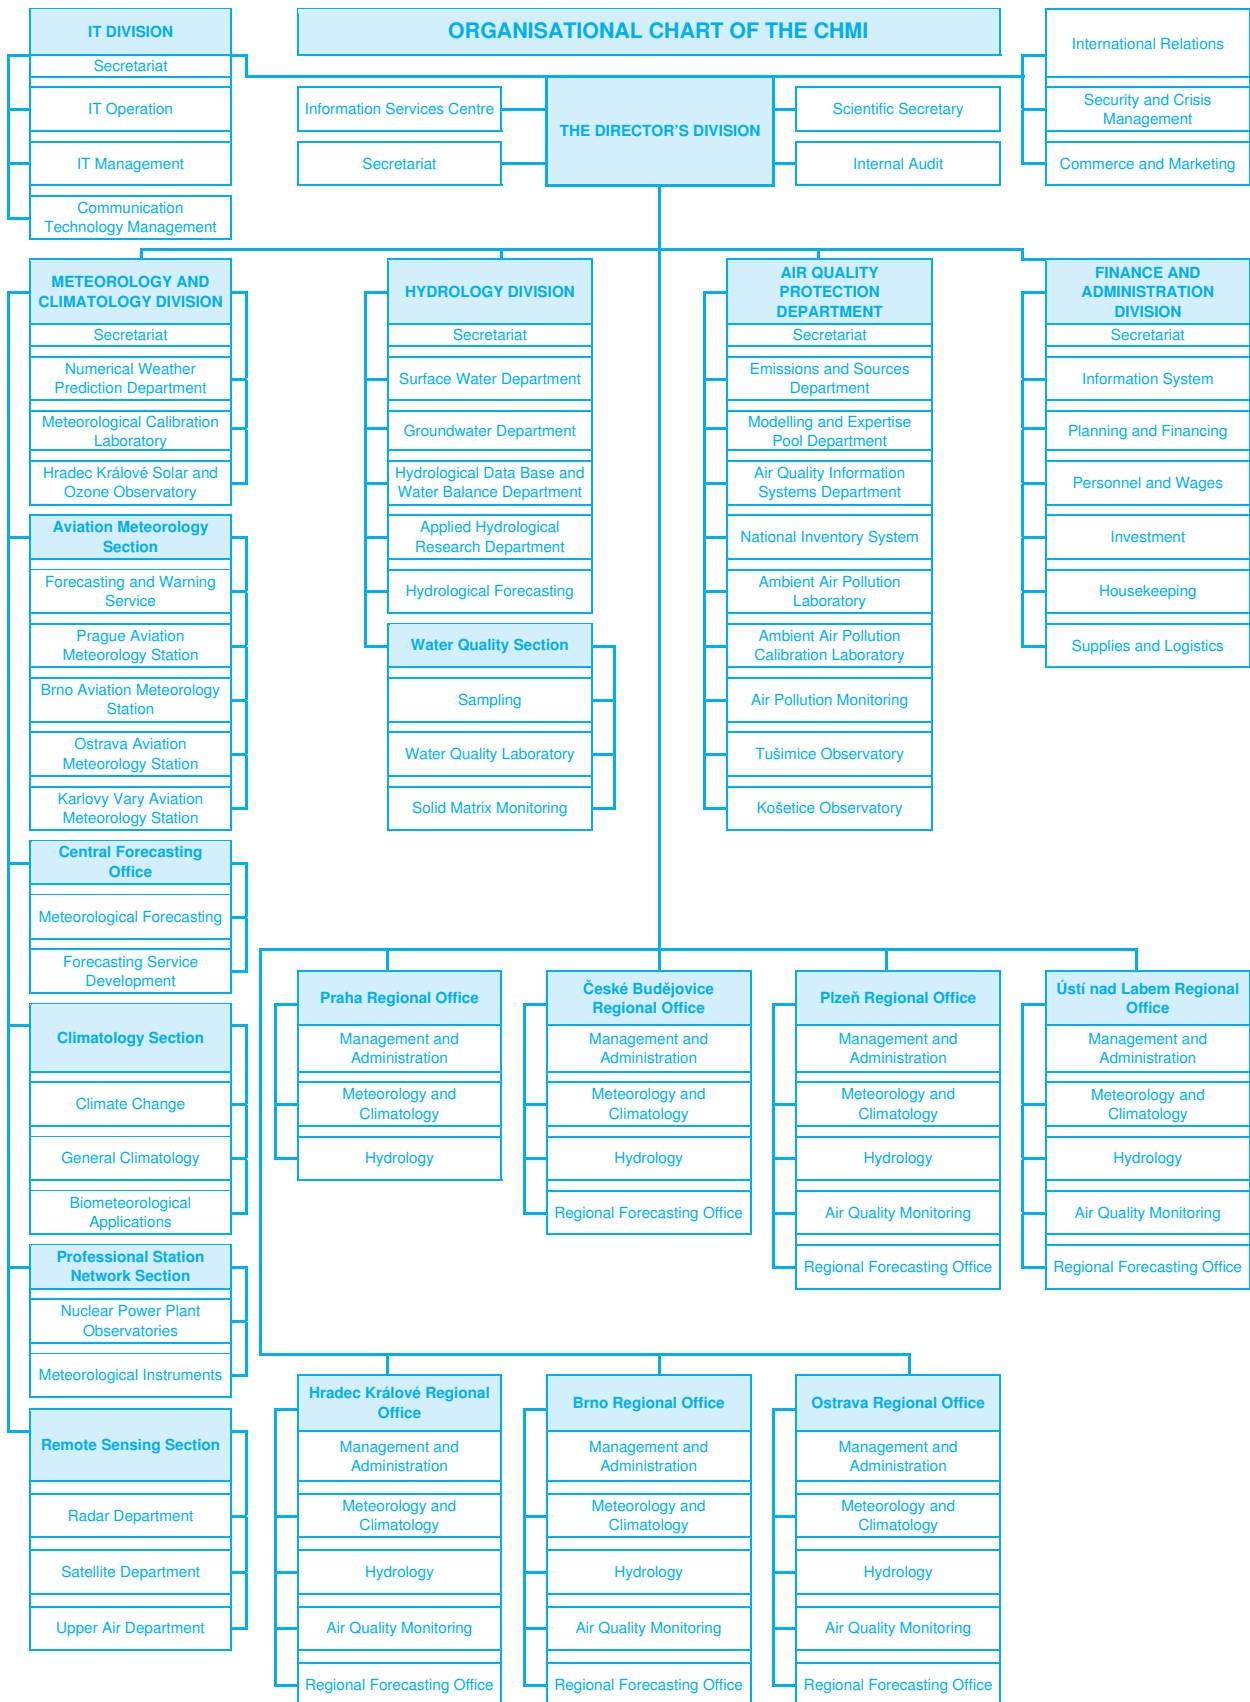 ORGANISATIONAL CHART OF THE CHMI
IT DIVISION
Secretariat
IT Operation
IT Management
Communication
Technology Management
Information Services Centre
Secretariat
THE DIRECTOR'S DIVISION
Scientific Secretary
Internal Audit
International Relations
Security and Crisis
Management
Commerce and Marketing
METEOROLOGY AND
CLIMATOLOGY DIVISION
Secretariat
Numerical Weather
Prediction Department
Meteorological Calibration
Laboratory
Hradec Králové Solar and
Ozone Observatory
Aviation Meteorology
Section
Forecasting and Warning
Service
Prague Aviation
Meteorology Station
Brno Aviation Meteorology
Station
Ostrava Aviation
Meteorology Station
Karlovy Vary Aviation
Meteorology Station
Central Forecasting
Office
Meteorological Forecasting
Forecasting Service
Development
Climatology Section
Climate Change
General Climatology
Biometeorological
Applications
Professional Station
Network Section
Nuclear Power Plant
Observatories
Meteorological Instruments
Remote Sensing Section
Radar Department
Satellite Department
Upper Air Department
HYDROLOGY DIVISION
Secretariat
Surface Water Department
Groundwater Department
Hydrological Data Base and
Water Balance Department
Applied Hydrological
Research Department
Hydrological Forecasting
Water Quality Section
Sampling
Water Quality Laboratory
Solid Matrix Monitoring
AIR QUALITY
PROTECTION
DEPARTMENT
Secretariat
Emissions and Sources
Department
Modelling and Expertise
Pool Department
Air Quality Information
Systems Department
National Inventory System
Ambient Air Pollution
Laboratory
Ambient Air Pollution
Calibration Laboratory
Air Pollution Monitoring
Tušimice Observatory
Košetice Observatory
FINANCE AND
ADMINISTRATION
DIVISION
Secretariat
Information System
Planning and Financing
Personnel and Wages
Investment
Housekeeping
Supplies and Logistics
Praha Regional Office
Management and
Administration
Meteorology and
Climatology
Hydrology
České Budějovice
Regional Office
Management and
Administration
Meteorology and
Climatology
Hydrology
Regional Forecasting Office
Plzeň Regional Office
Management and
Administration
Meteorology and
Climatology
Hydrology
Air Quality Monitoring
Regional Forecasting Office
Ústí nad Labem Regional
Office
Management and
Administration
Meteorology and
Climatology
Hydrology
Air Quality Monitoring
Regional Forecasting Office
Hradec Králové Regional
Office
Management and
Administration
Meteorology and
Climatology
Hydrology
Air Quality Monitoring
Regional Forecasting Office
Brno Regional Office
Management and
Administration
Meteorology and
Climatology
Hydrology
Air Quality Monitoring
Regional Forecasting Office
Ostrava Regional Office
Management and
Administration
Meteorology and
Climatology
Hydrology
Air Quality Monitoring
Regional Forecasting Office